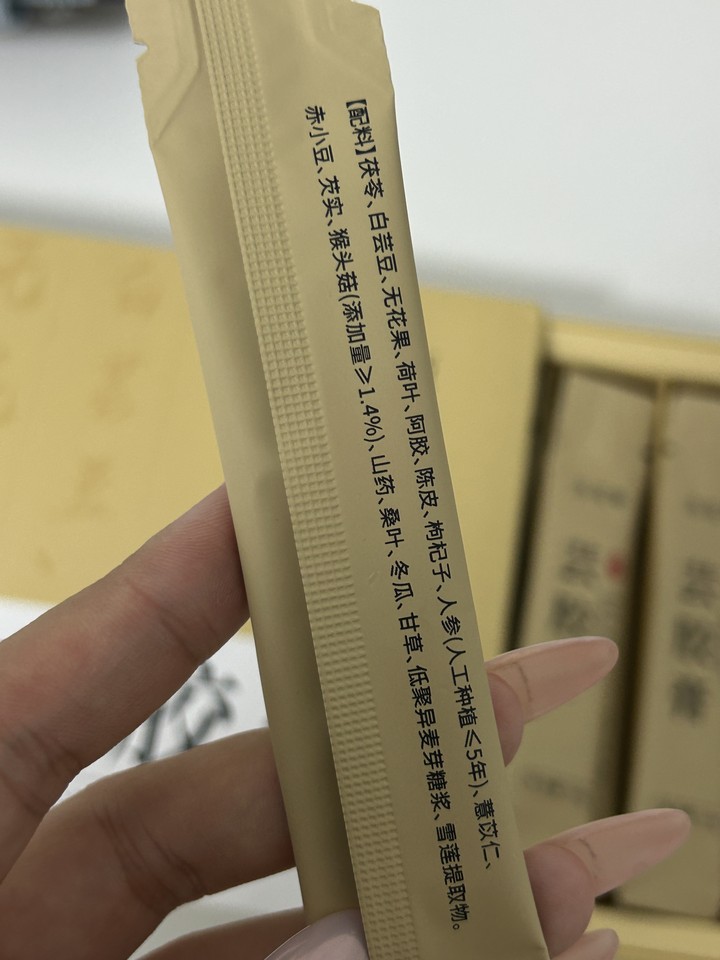 【配料】茯苓、白芸豆、无花果、荷叶、阿胶、陈皮、枸杞子、人参(人工种植≤5年)、薏苡仁、
赤小豆、芡实、猴头菇(添加量≥1.4%)、山药、桑叶、冬瓜、甘草、低聚异麦芽糖浆、雪莲提取物。